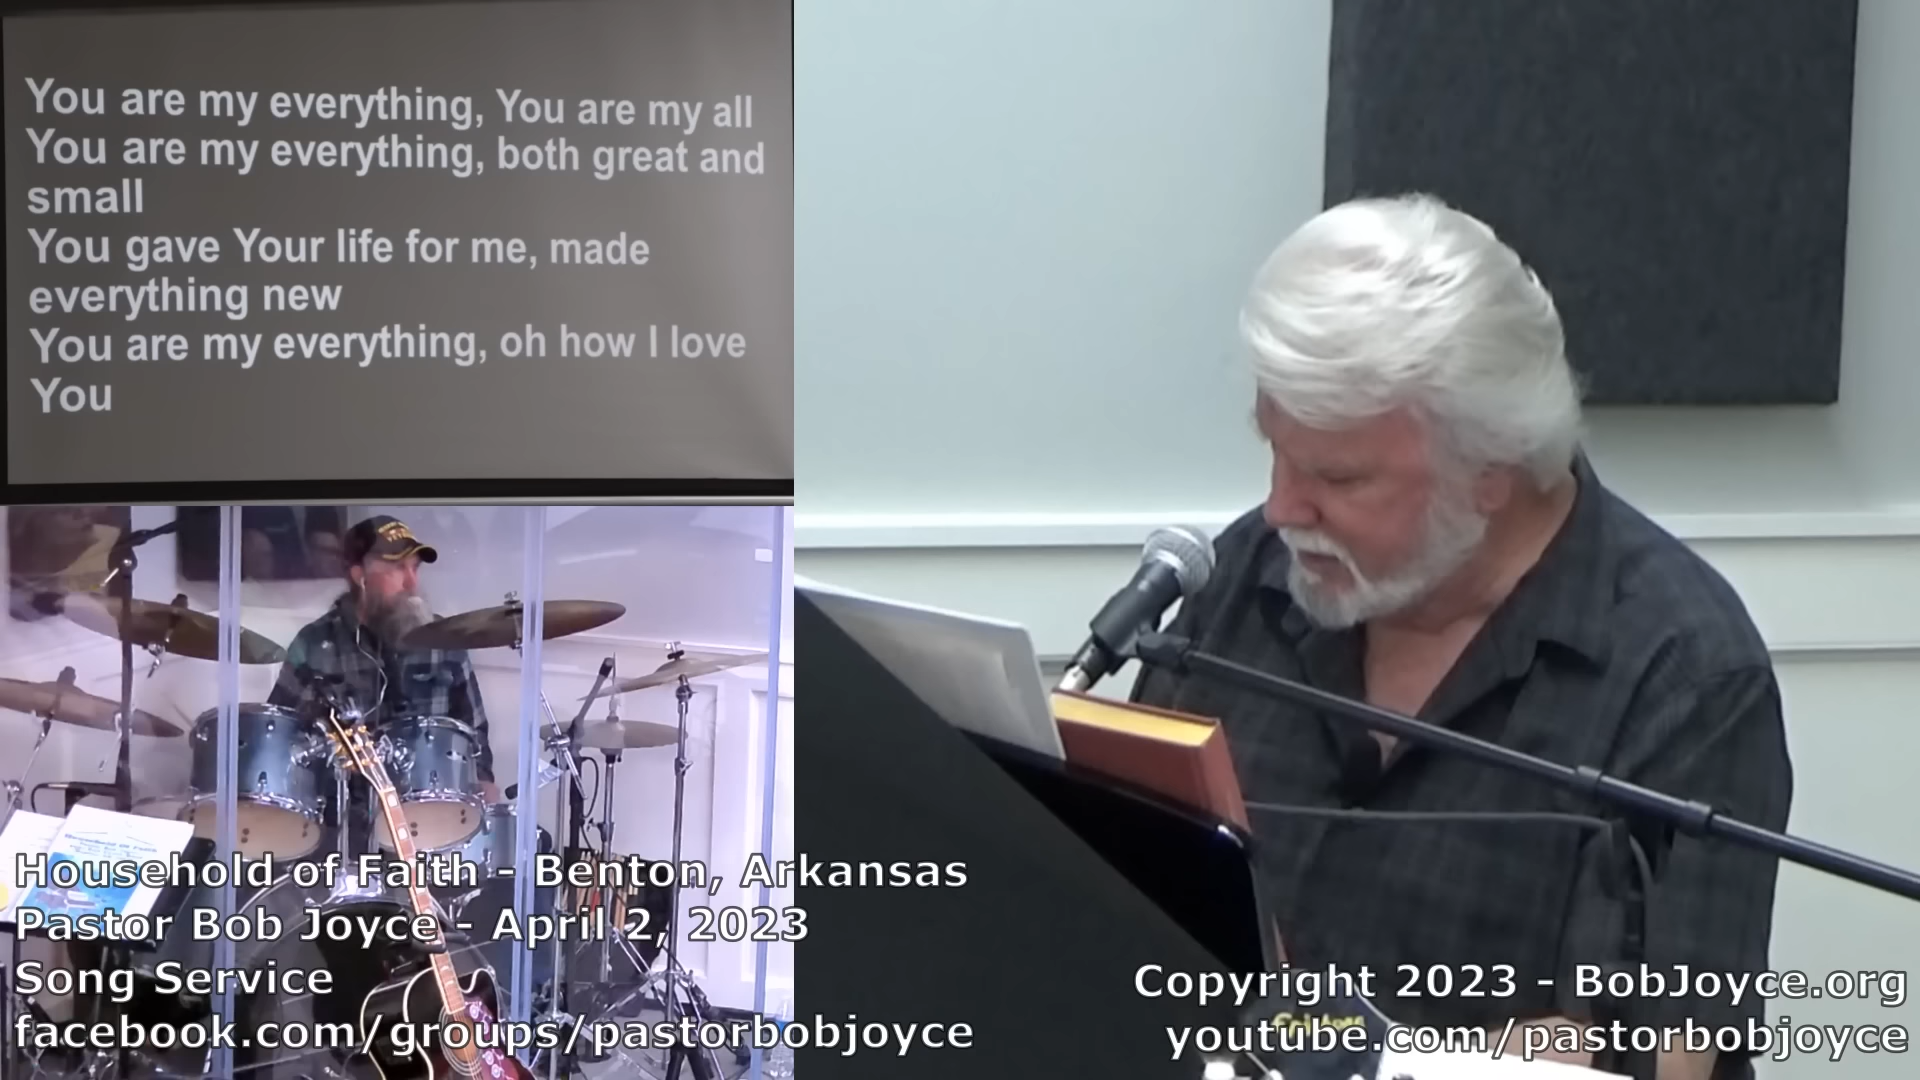 You are my everything, You are my all
You are my everything, both great and
small
You gave Your life for me, made
everything new
You are my everything, oh how I love
You
Household of Faith - Benton, Arkansas
Pastor Bob Joyce - April 2, 2023
Song Service
facebook.com/groups/pastorbobjoyce
Copyright 2023 - BobJoyce.org
youtube.com/pastorbobjoyce